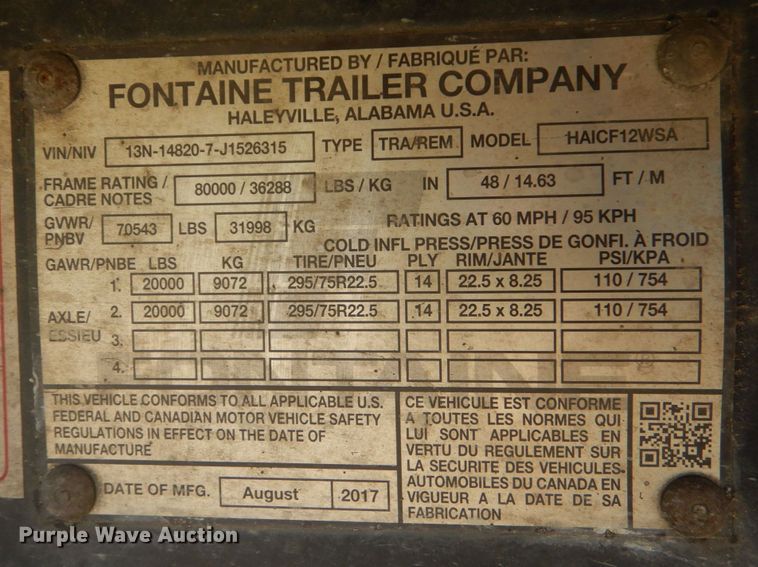 MANUFACTURED BY / FABRIQUÉ PAR:
FONTAINE TRAILER COMPANY
HALEYVILLE, ALABAMA U.S.A.
VIN/NIV 13N-14820-7-J1526315 TYPE TRA/REM MODEL HAICF12WSA
FRAME RATING / CADRE NOTES 80000 / 36288 LBS / KG IN 48 / 14.63 FT / M
GVWR/ PNBV 70543 LBS 31998 KG RATINGS AT 60 MPH / 95 KPH
COLD INFL PRESS/PRESS DE GONFI. À FROID
GAWR/PNBE LBS KG TIRE/PNEU PLY RIM/JANTE PSI/KPA
1. 20000 9072 295/75R22.5 14 22.5 x 8.25 110 / 754
AXLE/ ESSIEU 2. 20000 9072 295/75R22.5 14 22.5 x 8.25 110 / 754
3.
4.
FONTAINE ®
THIS VEHICLE CONFORMS TO ALL APPLICABLE U.S.
FEDERAL AND CANADIAN MOTOR VEHICLE SAFETY
REGULATIONS IN EFFECT ON THE DATE OF
MANUFACTURE
DATE OF MFG. August 2017
CE VEHICULE EST CONFORME
A TOUTES LES NORMES QUI
LUI SONT APPLICABLES EN
VERTU DU REGULEMENT SUR
LA SECURITE DES VEHICULES
AUTOMOBILES DU CANADA EN
VIGUEUR A LA DATE DE SA
FABRICATION
Purple Wave Auction